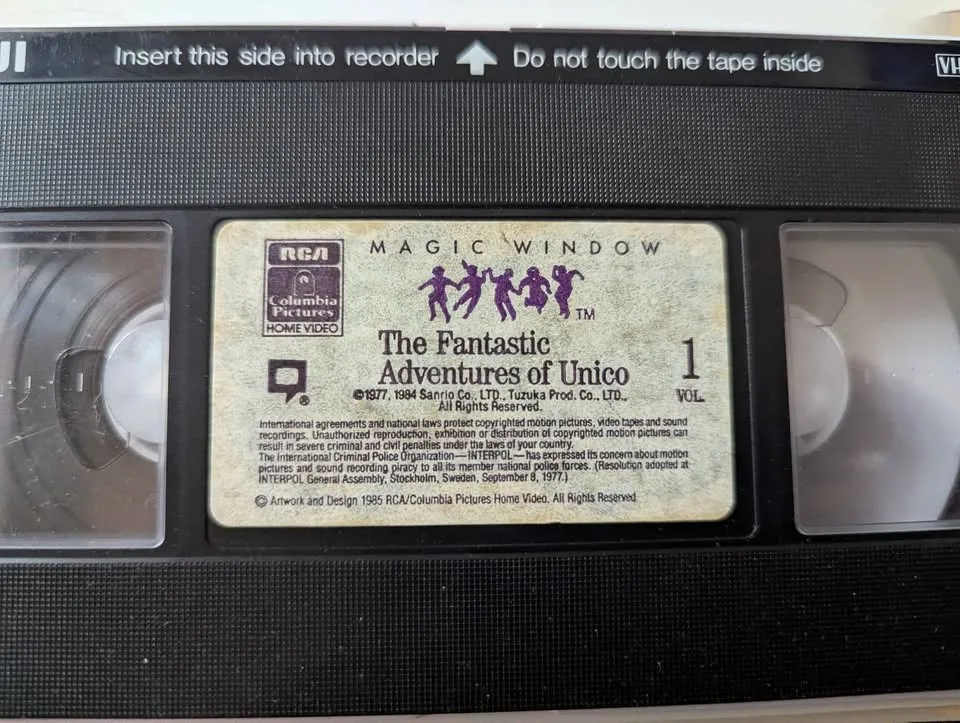 JI
Insert this side into recorder Do not touch the tape inside
VH
MAGIC WINDOW
RCA
Columbia
Pictures
HOME VIDEO
TM
The Fantastic
Adventures of Unico
1
VOL.
®
©1977, 1984 Sanrio Co., LTD., Tuzuka Prod. Co., LTD.,
All Rights Reserved.
International agreements and national laws protect copyrighted motion pictures, video tapes and sound
recordings. Unauthorized reproduction, exhibition or distribution of copyrighted motion pictures can
result in severe criminal and civil penalties under the laws of your country.
The International Criminal Police Organization—INTERPOL—has expressed its concern about motion
pictures and sound recording piracy to all its member national police forces. (Resolution adopted at
INTERPOL General Assembly, Stockholm, Sweden, September 8, 1977.)
© Artwork and Design 1985 RCA/Columbia Pictures Home Video. All Rights Reserved